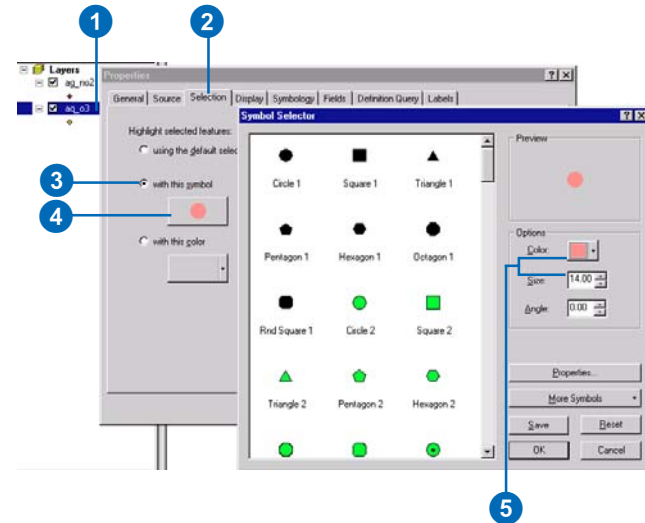 1
2
Layers
ag_no2
aq_o3
Properties
General Source Selection Display Symbology Fields Definition Query Labels
Highlight selected features:
using the default selec
3
with this symbol
4
with this color
Symbol Selector
Circle 1 Square 1 Triangle 1
Pentagon 1 Hexagon 1 Octagon 1
Rnd Square 1 Circle 2 Square 2
Triangle 2 Pentagon 2 Hexagon 2
Preview
Options
Color:
Size: 14.00
Angle: 0.00
Properties...
More Symbols
Save Reset
OK Cancel
5